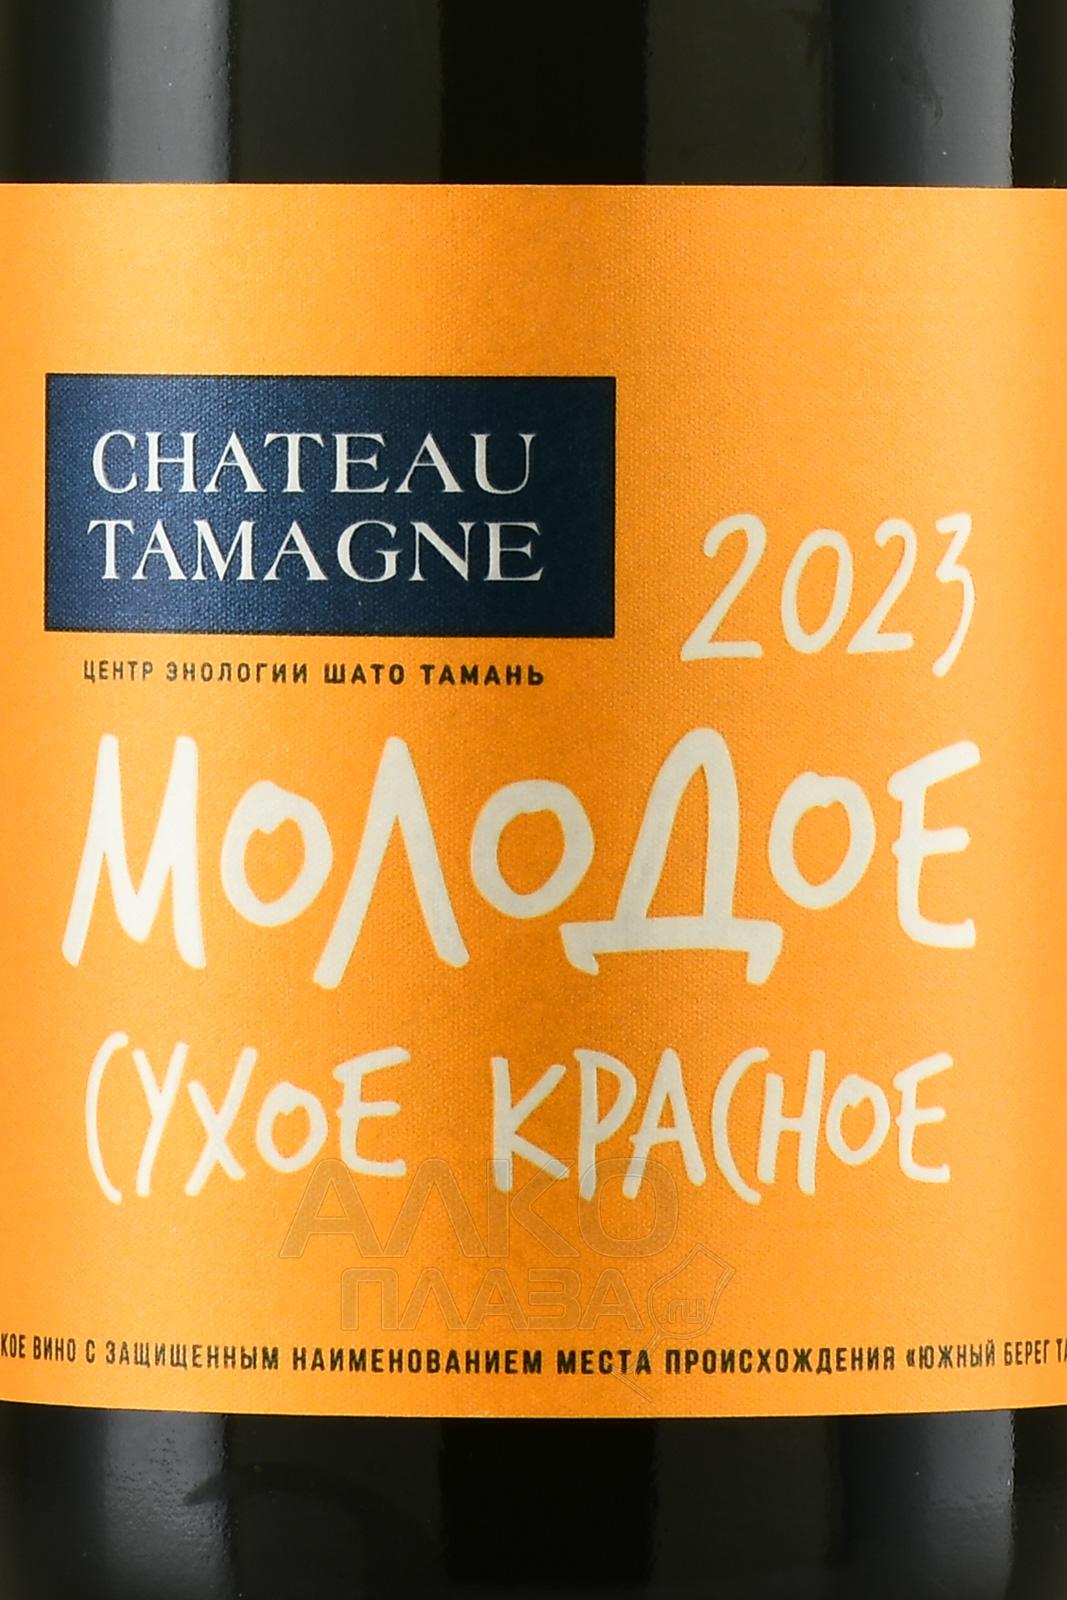 CHATEAU
TAMAGNE
2023
ЦЕНТР ЭНОЛОГИИ ШАТО ТАМАНЬ
МОЛОДОЕ
СУХОЕ КРАСНОЕ
АЛКО
ПЛАЗА
.ru
ВИНО С ЗАЩИЩЕННЫМ НАИМЕНОВАНИЕМ МЕСТА ПРОИСХОЖДЕНИЯ «ЮЖНЫЙ БЕРЕГ